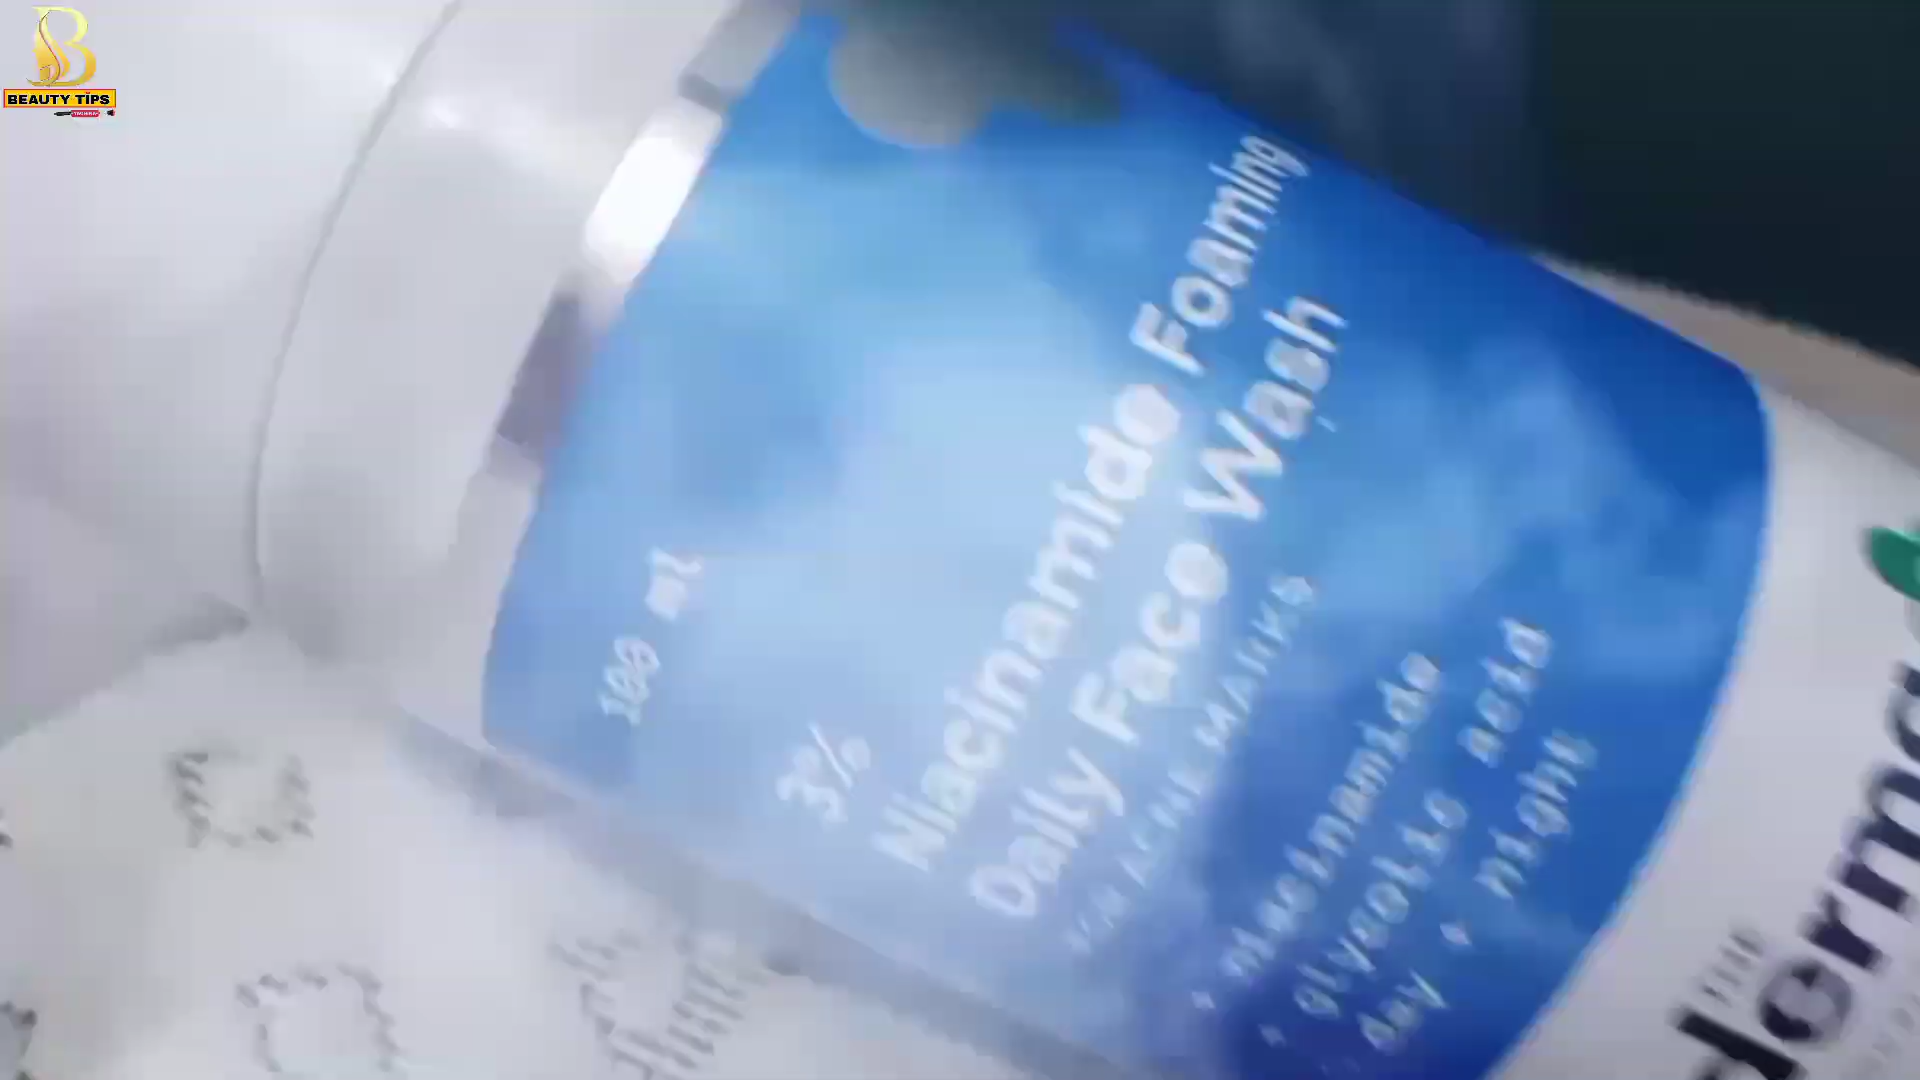 B
BEAUTY TIPS
100 ml
3%
Niacinamide Foaming
Daily Face Wash
niacinamide
glycolic acid
day night
derma